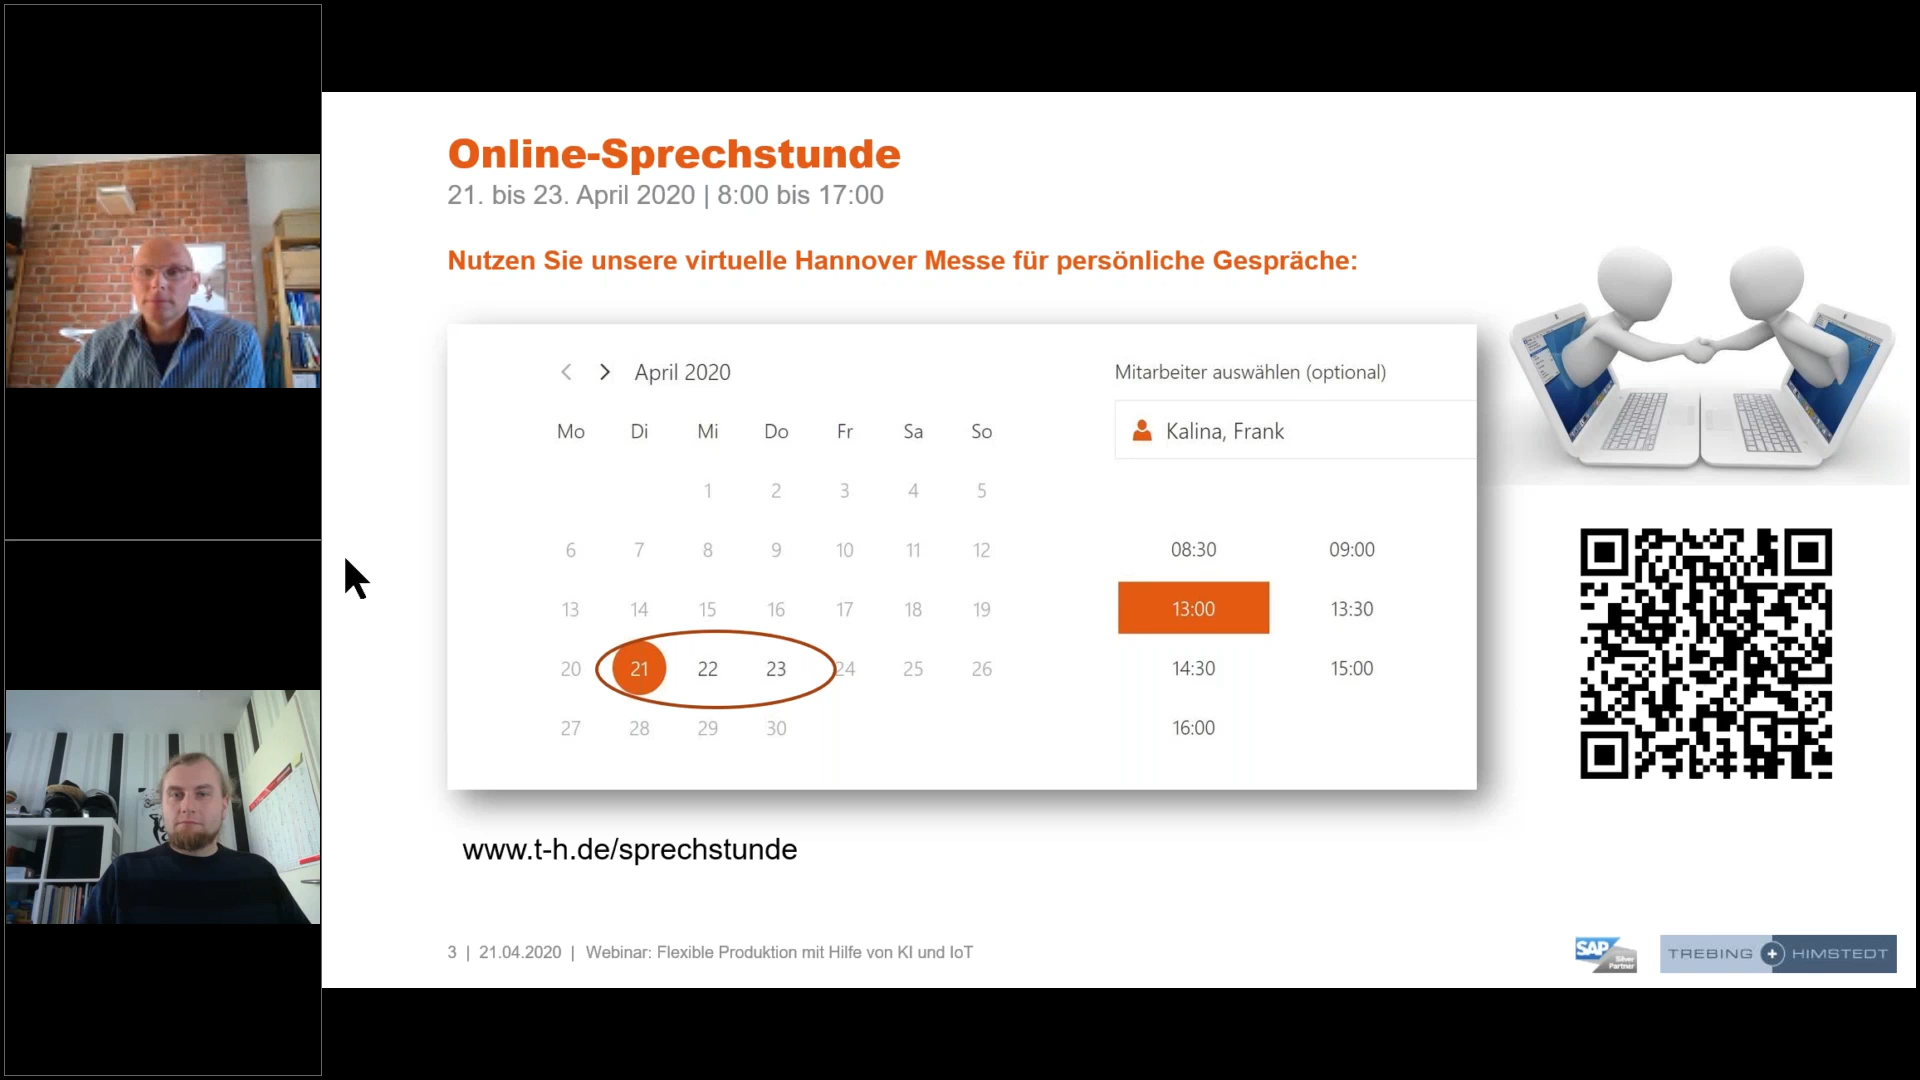 Online-Sprechstunde
21. bis 23. April 2020 | 8:00 bis 17:00
Nutzen Sie unsere virtuelle Hannover Messe für persönliche Gespräche:
April 2020
Mo Di Mi Do Fr Sa So
1 2 3 4 5
6 7 8 9 10 11 12
13 14 15 16 17 18 19
20 21 22 23 24 25 26
27 28 29 30
Mitarbeiter auswählen (optional)
Kalina, Frank
08:30 09:00
13:00 13:30
14:30 15:00
16:00
www.t-h.de/sprechstunde
3 | 21.04.2020 | Webinar: Flexible Produktion mit Hilfe von KI und IoT
SAP Silver Partner
TREBING + HIMSTEDT